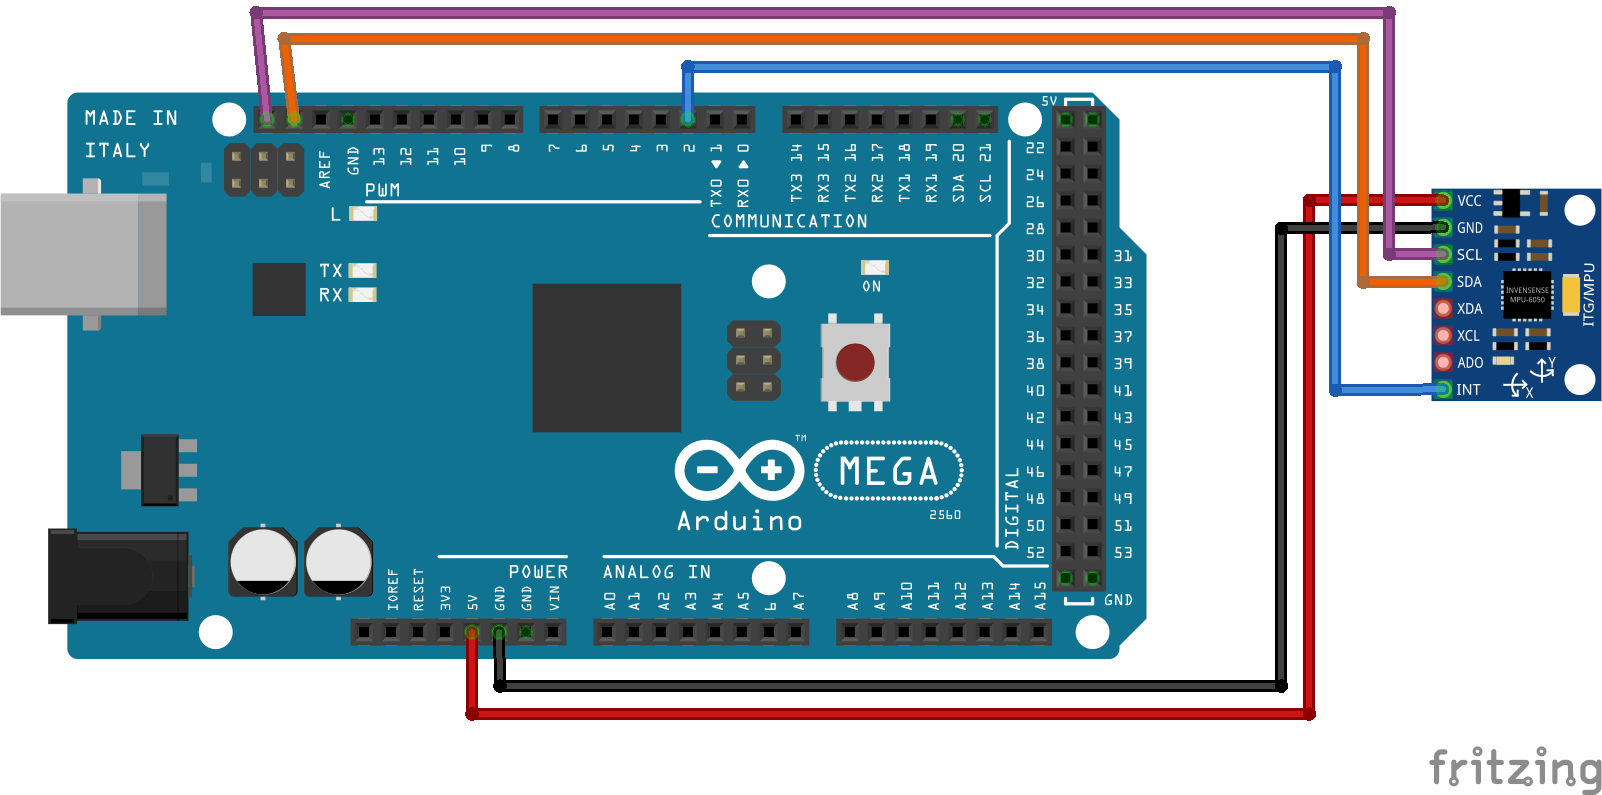 MADE IN
ITALY
AREF
GND
13
12
11
10
9
8
7
6
5
4
3
2
TX0 1
RX0 0
TX3 14
RX3 15
TX2 16
RX2 17
TX1 18
RX1 19
SDA 20
SCL 21
PWM
COMMUNICATION
L
TX
RX
ON
5V
22
24
26
28
30 31
32 33
34 35
36 37
38 39
40 41
42 43
44 45
46 47
48 49
50 51
52 53
GND
DIGITAL
VCC
GND
SCL
SDA
XDA
XCL
ADO
INT
INVENSENSE
MPU-6050
ITG/MPU
Y
X
TM
MEGA
Arduino
2560
POWER
ANALOG IN
IOREF
RESET
3V3
5V
GND
GND
VIN
A0
A1
A2
A3
A4
A5
6
A7
A8
A9
A10
A11
A12
A13
A14
A15
fritzing